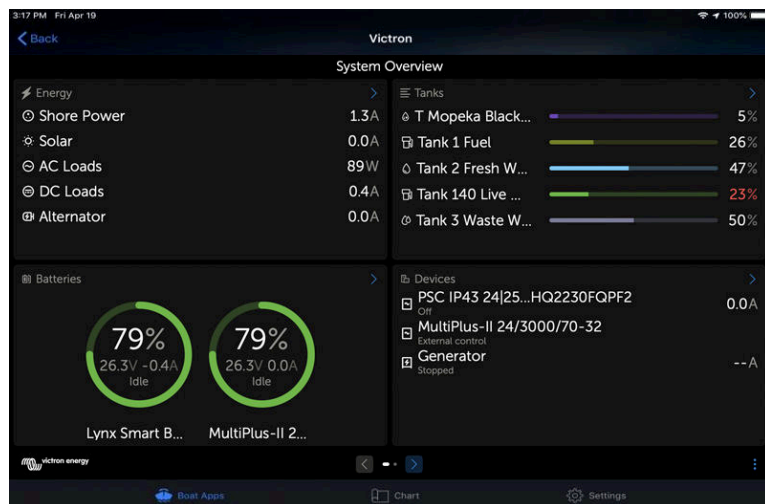 3:17 PM Fri Apr 19
100%
Back
Victron
System Overview
Energy
Shore Power 1.3A
Solar 0.0A
AC Loads 89W
DC Loads 0.4A
Alternator 0.0A
Tanks
T Mopeka Black... 5%
Tank 1 Fuel 26%
Tank 2 Fresh W... 47%
Tank 140 Live ... 23%
Tank 3 Waste W... 50%
Batteries
79%
26.3V -0.4A
Idle
Lynx Smart B...
79%
26.3V 0.0A
Idle
MultiPlus-II 2...
Devices
PSC IP43 24|25...HQ2230FQPF2 0.0A
Off
MultiPlus-II 24/3000/70-32
External control
Generator --A
Stopped
victron energy
Boat Apps
Chart
Settings